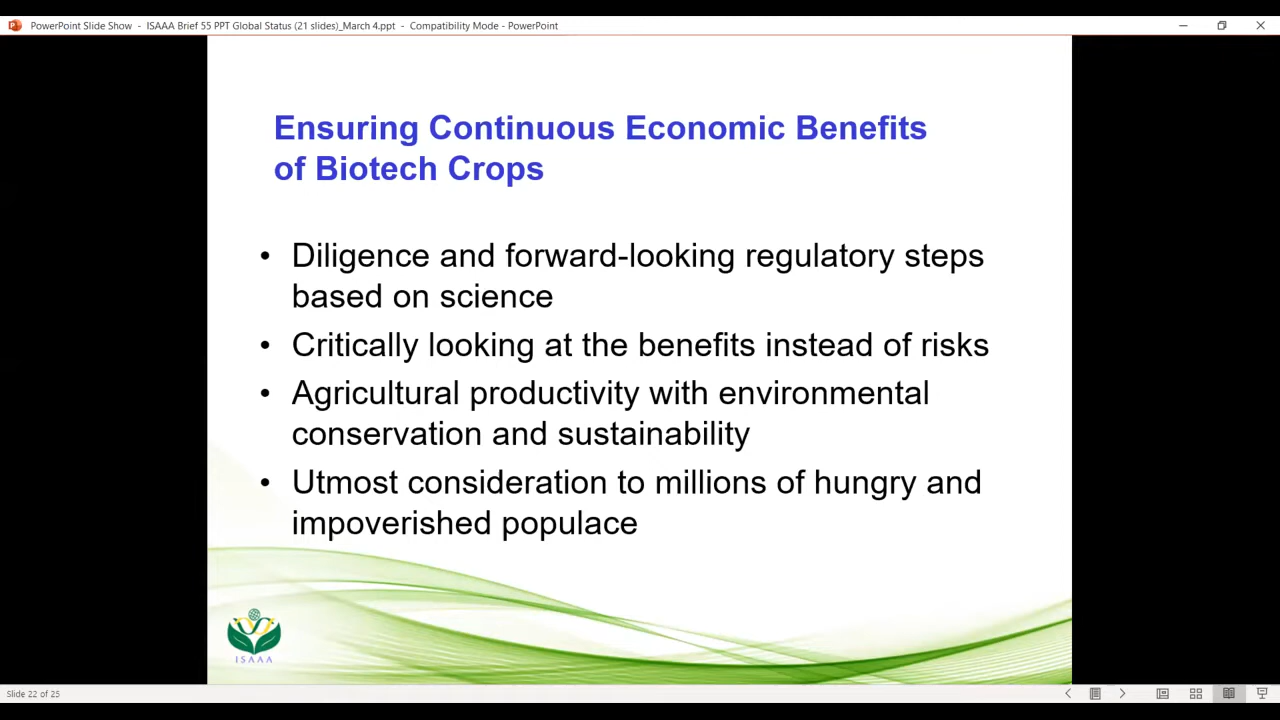 PowerPoint Slide Show - ISAAA Brief 55 PPT Global Status (21 slides)_March 4.ppt - Compatibility Mode - PowerPoint
Ensuring Continuous Economic Benefits
of Biotech Crops
• Diligence and forward-looking regulatory steps
based on science
• Critically looking at the benefits instead of risks
• Agricultural productivity with environmental
conservation and sustainability
• Utmost consideration to millions of hungry and
impoverished populace
ISAAA
Slide 22 of 25